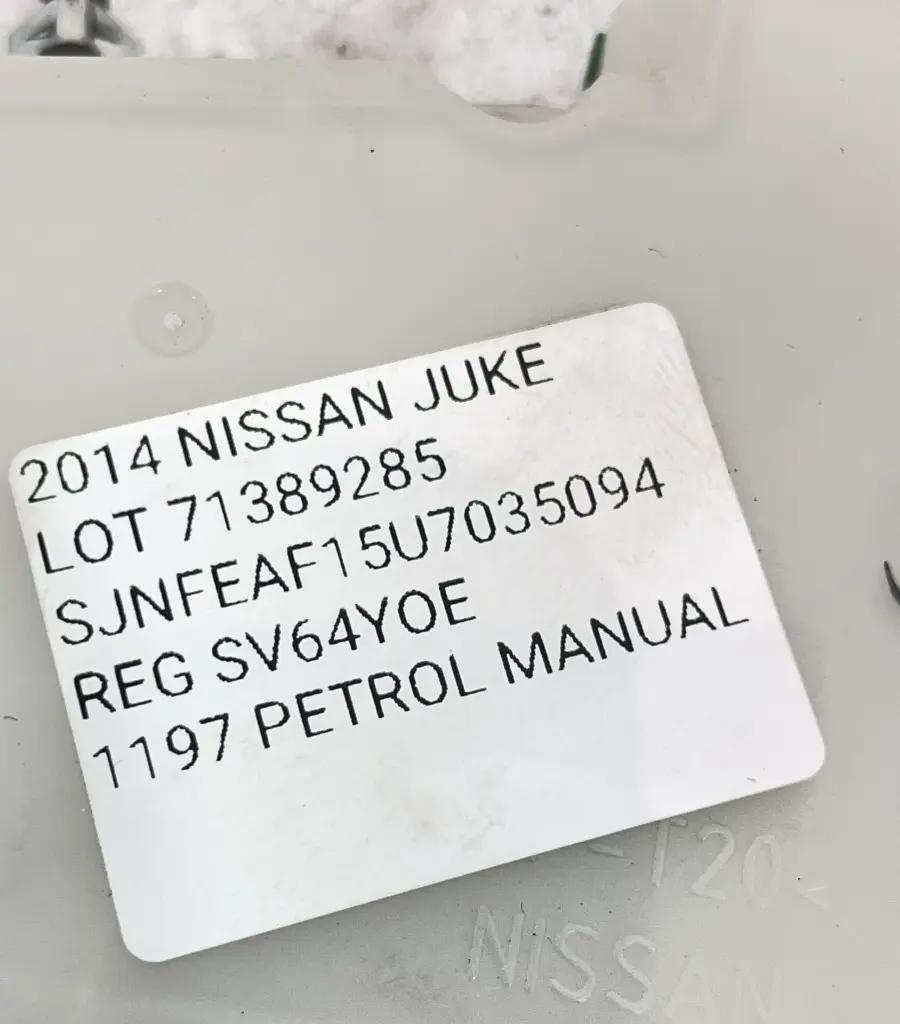 2014 NISSAN JUKE
LOT 71389285
SJNFEAF15U7035094
REG SV64YOE
1197 PETROL MANUAL
T20
NISSAN